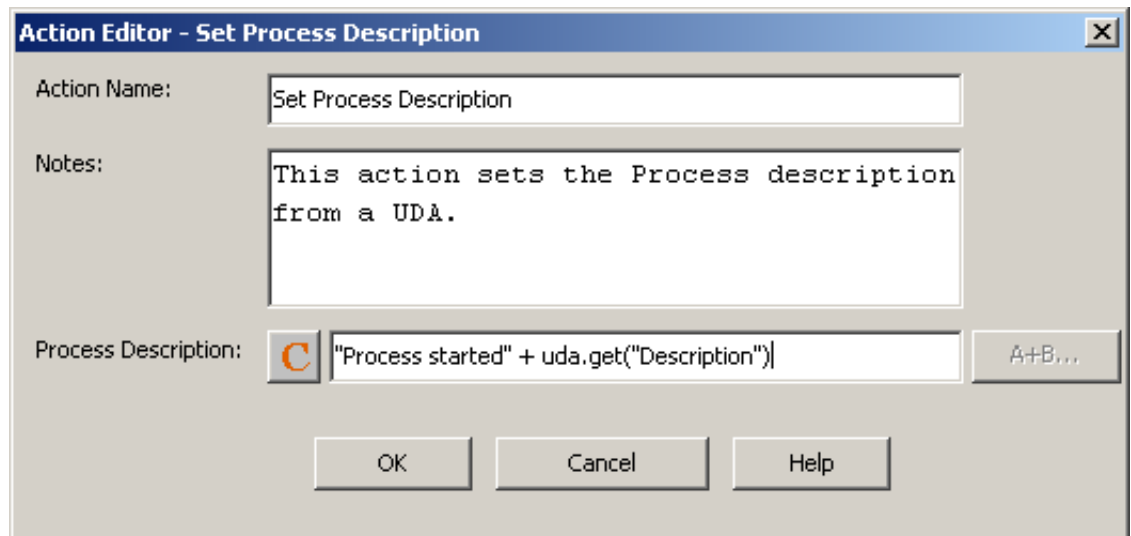 Action Editor - Set Process Description
Action Name:
Set Process Description
Notes:
This action sets the Process description
from a UDA.
Process Description:
C
"Process started" + uda.get("Description")
A+B...
OK
Cancel
Help